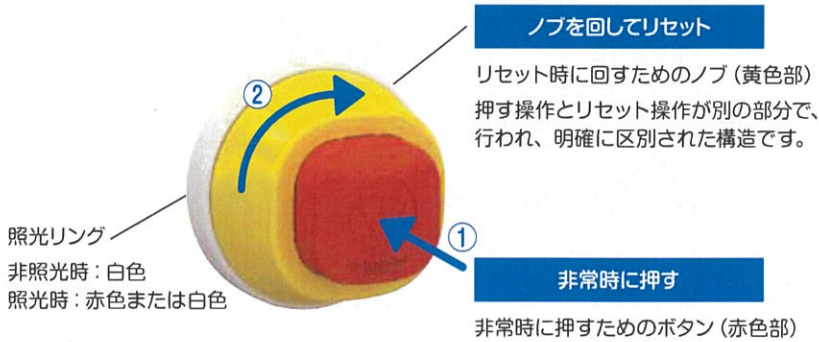 ノブを回してリセット
リセット時に回すためのノブ（黄色部）
押す操作とリセット操作が別の部分で、
行われ、明確に区別された構造です。
②
照光リング
非照光時：白色
照光時：赤色または白色
①
非常時に押す
非常時に押すためのボタン（赤色部）